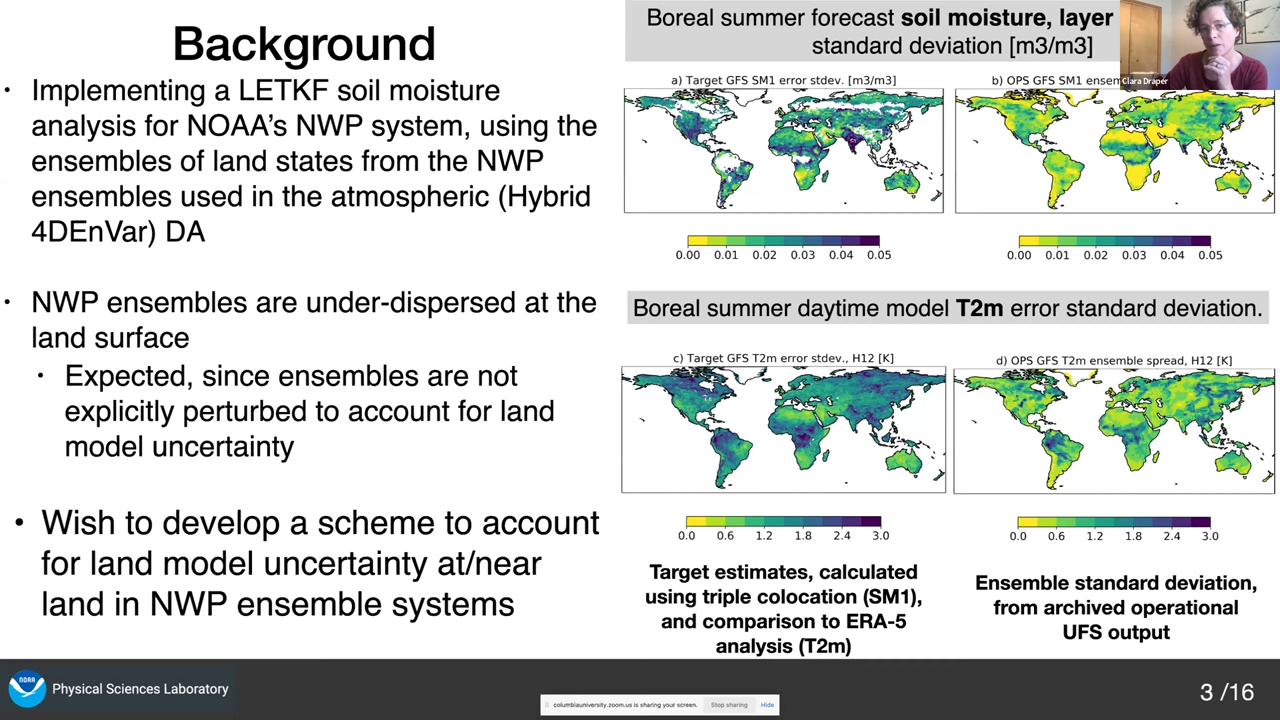 Background
• Implementing a LETKF soil moisture
analysis for NOAA's NWP system, using the
ensembles of land states from the NWP
ensembles used in the atmospheric (Hybrid
4DEnVar) DA
• NWP ensembles are under-dispersed at the
land surface
• Expected, since ensembles are not
explicitly perturbed to account for land
model uncertainty
• Wish to develop a scheme to account
for land model uncertainty at/near
land in NWP ensemble systems
Boreal summer forecast soil moisture, layer
standard deviation [m3/m3]
Clara Draper
a) Target GFS SM1 error stdev. [m3/m3]
b) OPS GFS SM1 ensem
0.00 0.01 0.02 0.03 0.04 0.05
0.00 0.01 0.02 0.03 0.04 0.05
Boreal summer daytime model T2m error standard deviation.
c) Target GFS T2m error stdev., H12 [K]
d) OPS GFS T2m ensemble spread, H12 [K]
0.0 0.6 1.2 1.8 2.4 3.0
0.0 0.6 1.2 1.8 2.4 3.0
Target estimates, calculated
using triple colocation (SM1),
and comparison to ERA-5
analysis (T2m)
Ensemble standard deviation,
from archived operational
UFS output
NOAA
Physical Sciences Laboratory
columbiauniversity.zoom.us is sharing your screen.
Stop sharing
Hide
3 /16